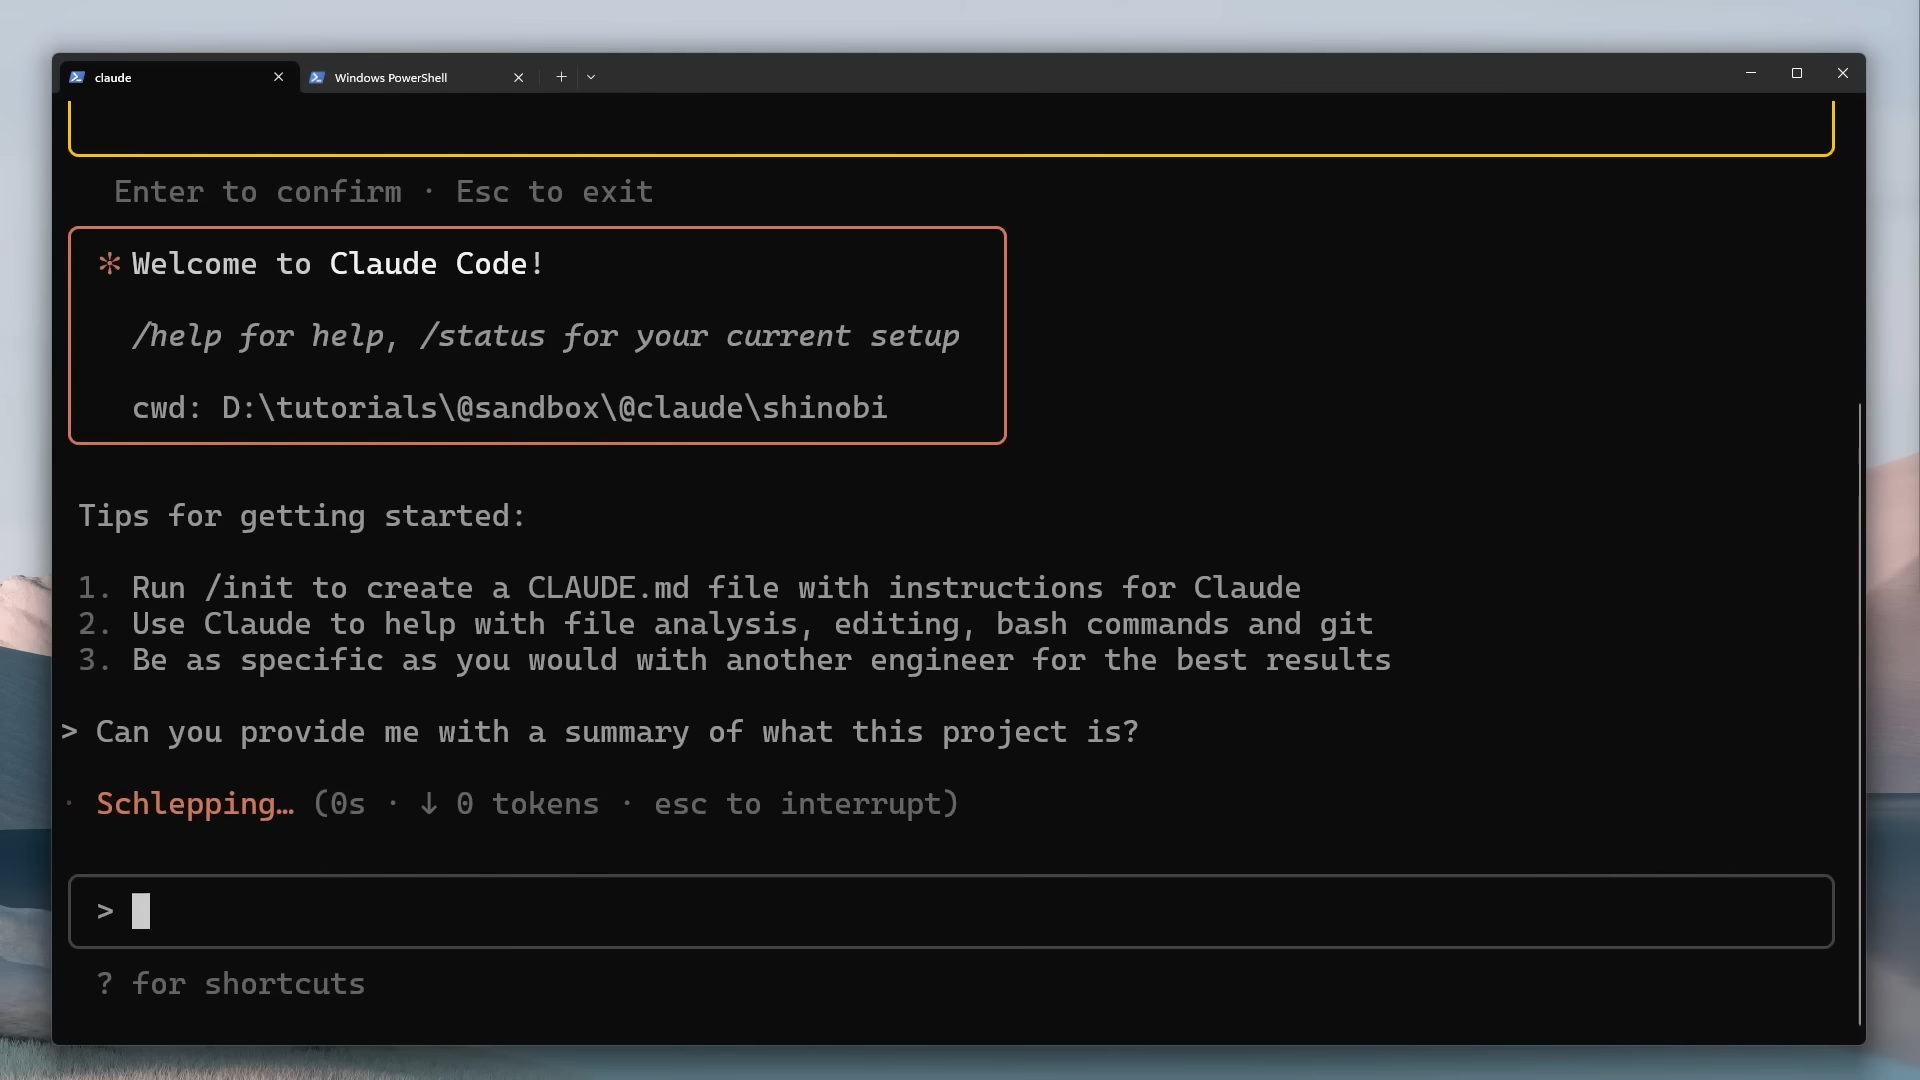 claude
Windows PowerShell
Enter to confirm · Esc to exit
✻ Welcome to Claude Code!
/help for help, /status for your current setup
cwd: D:\tutorials\@sandbox\@claude\shinobi
Tips for getting started:
1. Run /init to create a CLAUDE.md file with instructions for Claude
2. Use Claude to help with file analysis, editing, bash commands and git
3. Be as specific as you would with another engineer for the best results
> Can you provide me with a summary of what this project is?
· Schlepping… (0s · ↓ 0 tokens · esc to interrupt)
>
? for shortcuts